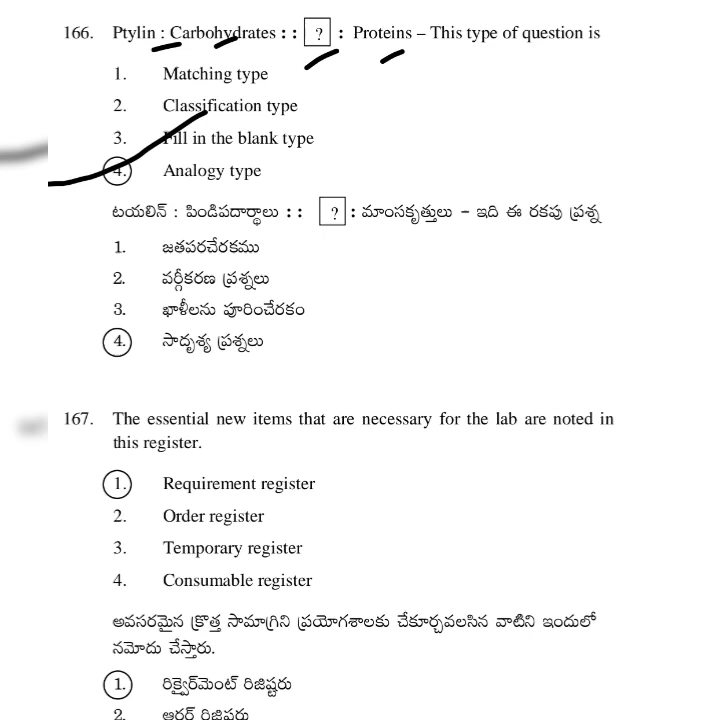 166. Ptylin : Carbohydrates : : ? : Proteins – This type of question is
1. Matching type
2. Classification type
3. Fill in the blank type
4. Analogy type
టయలిన్ : పిండిపదార్థాలు : : ? : మాంసకృత్తులు – ఇది ఈ రకపు ప్రశ్న
1. జతపరచేరకము
2. వర్గీకరణ ప్రశ్నలు
3. ఖాళీలను పూరించేరకం
4. సాదృశ్య ప్రశ్నలు
167. The essential new items that are necessary for the lab are noted in
this register.
1. Requirement register
2. Order register
3. Temporary register
4. Consumable register
అవసరమైన క్రొత్త సామాగ్రిని ప్రయోగశాలకు చేకూర్చవలసిన వాటిని ఇందులో
నమోదు చేస్తారు.
1. రిక్వైర్‌మెంట్ రిజిష్టరు
2. ఆర్డర్ రిజిష్టరు